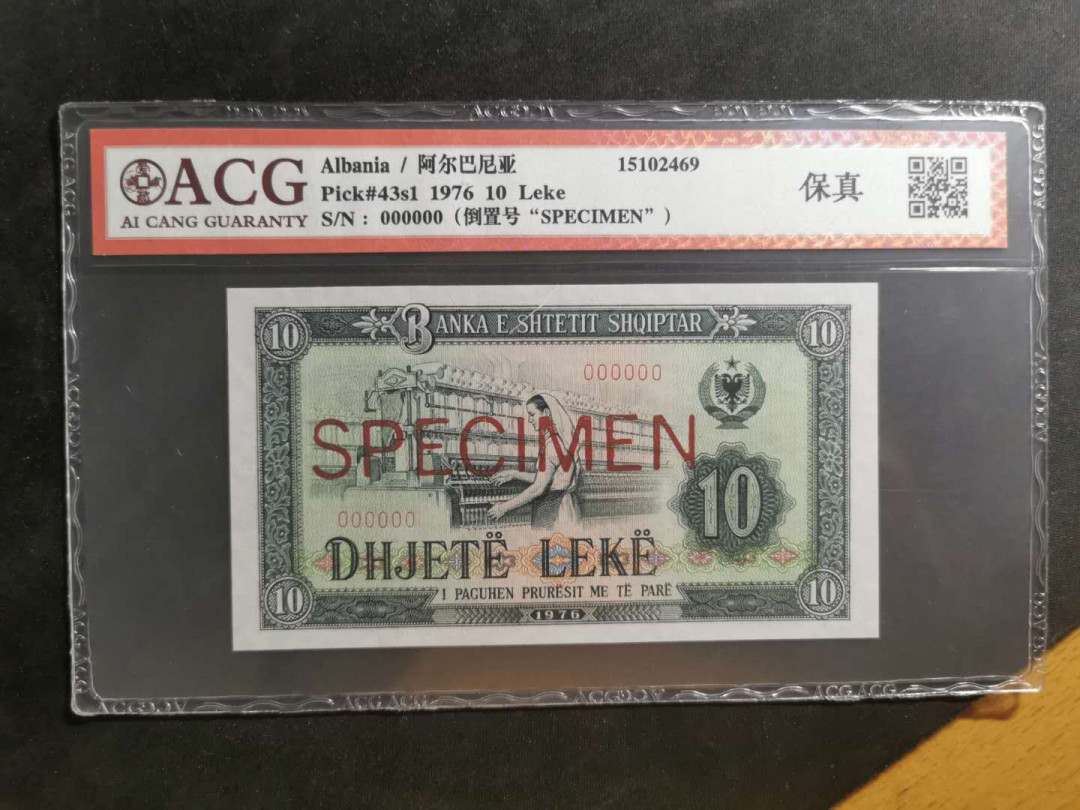 ACG
AI CANG GUARANTY
Albania / 阿尔巴尼亚 15102469
Pick#43s1 1976 10 Leke
S/N : 000000 (倒置号 “SPECIMEN” )
保真
10 BANKA E SHTETIT SHQIPTAR 10
000000
SPECIMEN
10
000000
DHJETË LEKË
I PAGUHEN PRURËSIT ME TË PARË
10 1976 10